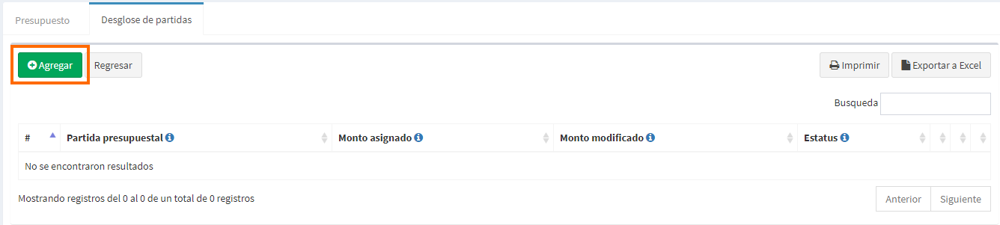 Presupuesto
Desglose de partidas
Agregar
Regresar
Imprimir
Exportar a Excel
Busqueda
# Partida presupuestal Monto asignado Monto modificado Estatus
No se encontraron resultados
Mostrando registros del 0 al 0 de un total de 0 registros
Anterior
Siguiente